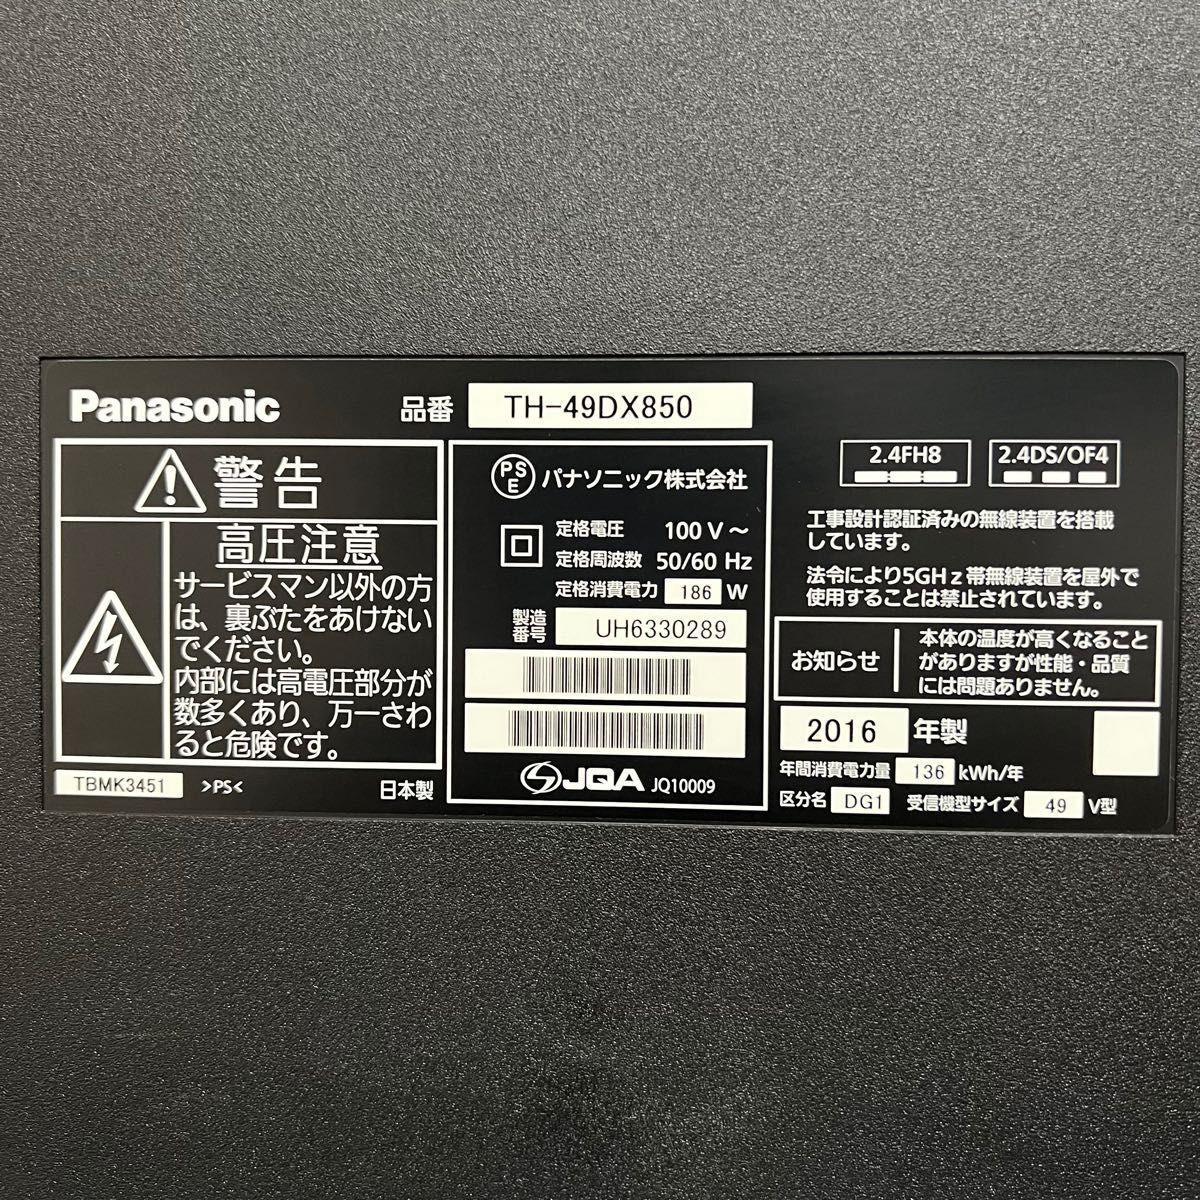 Panasonic
品番 TH-49DX850
警告
高圧注意
サービスマン以外の方
は、裏ぶたをあけない
でください。
内部には高電圧部分が
数多くあり、万一さわ
ると危険です。
TBMK3451 >PS< 日本製
PSE パナソニック株式会社
定格電圧 100 V～
定格周波数 50/60 Hz
定格消費電力 186 W
製造
番号 UH6330289
JQA JQ10009
2.4FH8 2.4DS/OF4
工事設計認証済みの無線装置を搭載
しています。
法令により5GHz帯無線装置を屋外で
使用することは禁止されています。
お知らせ
本体の温度が高くなること
がありますが性能・品質
には問題ありません。
2016 年製
年間消費電力量 136 kWh/年
区分名 DG1 受信機型サイズ 49 V型